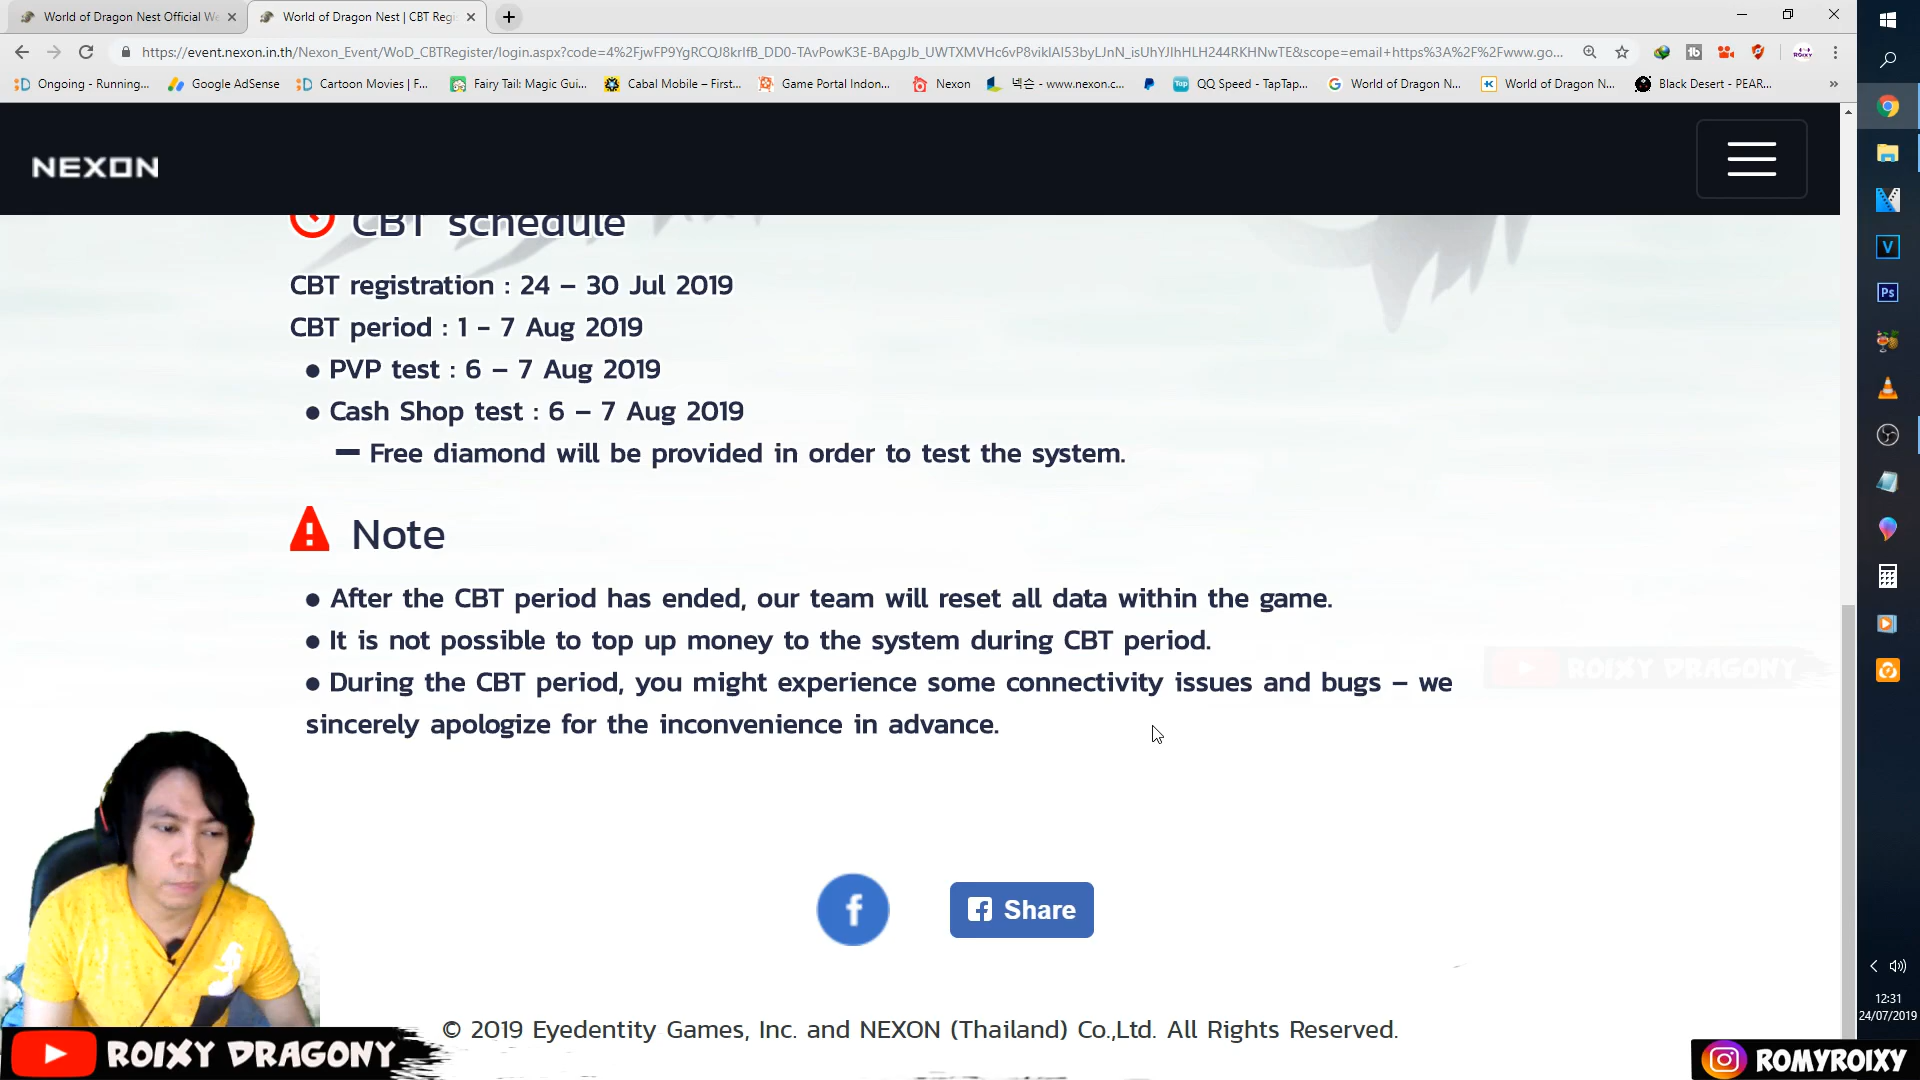 World of Dragon Nest Official We
World of Dragon Nest | CBT Regi
https://event.nexon.in.th/Nexon_Event/WoD_CBTRegister/login.aspx?code=4%2FjwFP9YgRCQJ8krIfB_DD0-TAvPowK3E-BApgJb_UWTXMVHc6vP8vikIAI53byLJnN_isUhYJIhHLH244RKHNwTE&scope=email+https%3A%2F%2Fwww.go...
Ongoing - Running...
Google AdSense
Cartoon Movies | F...
Fairy Tail: Magic Gui...
Cabal Mobile – First...
Game Portal Indon...
Nexon
넥슨 - www.nexon.c...
QQ Speed - TapTap...
World of Dragon N...
World of Dragon N...
Black Desert - PEAR...
NEXON
CBT schedule
CBT registration : 24 – 30 Jul 2019
CBT period : 1 - 7 Aug 2019
● PVP test : 6 – 7 Aug 2019
● Cash Shop test : 6 – 7 Aug 2019
— Free diamond will be provided in order to test the system.
Note
● After the CBT period has ended, our team will reset all data within the game.
● It is not possible to top up money to the system during CBT period.
● During the CBT period, you might experience some connectivity issues and bugs – we
sincerely apologize for the inconvenience in advance.
ROIXY DRAGONY
Share
© 2019 Eyedentity Games, Inc. and NEXON (Thailand) Co.,Ltd. All Rights Reserved.
ROIXY DRAGONY
ROMYROIXY
12:31
24/07/2019